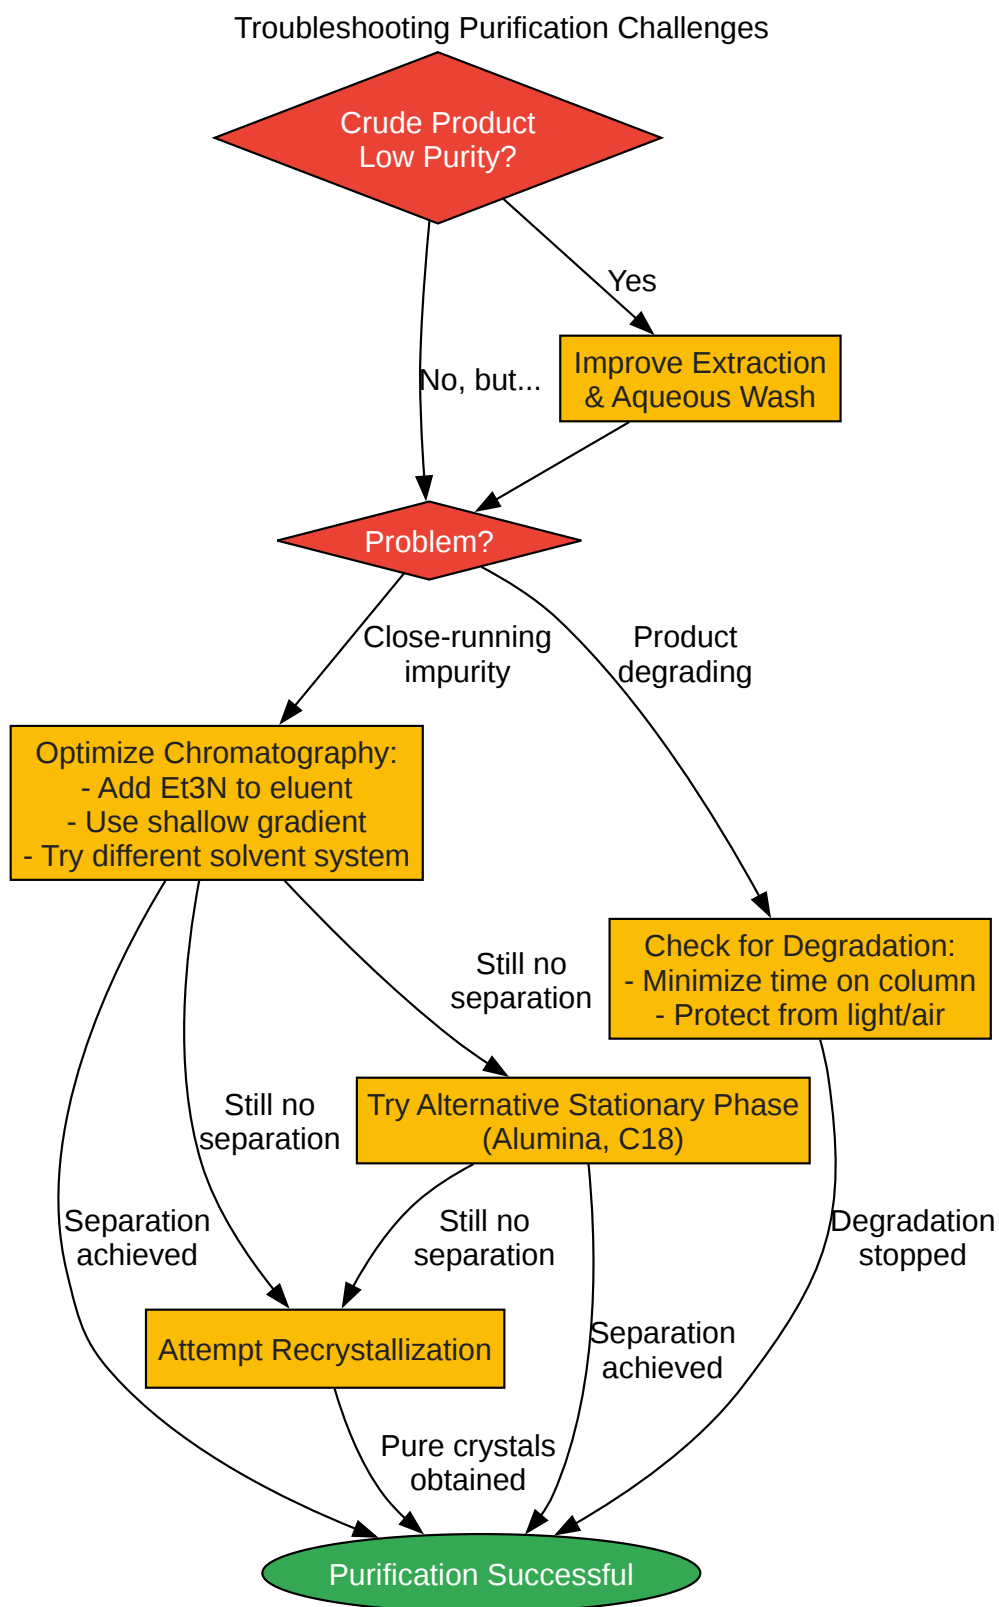 Troubleshooting Purification Challenges
Crude Product
Low Purity?
Yes
Improve Extraction
& Aqueous Wash
No, but...
Problem?
Close-running
impurity
Product
degrading
Optimize Chromatography:
- Add Et3N to eluent
- Use shallow gradient
- Try different solvent system
Check for Degradation:
- Minimize time on column
- Protect from light/air
Still no
separation
Try Alternative Stationary Phase
(Alumina, C18)
Still no
separation
Separation
achieved
Still no
separation
Degradation
stopped
Attempt Recrystallization
Separation
achieved
Pure crystals
obtained
Purification Successful